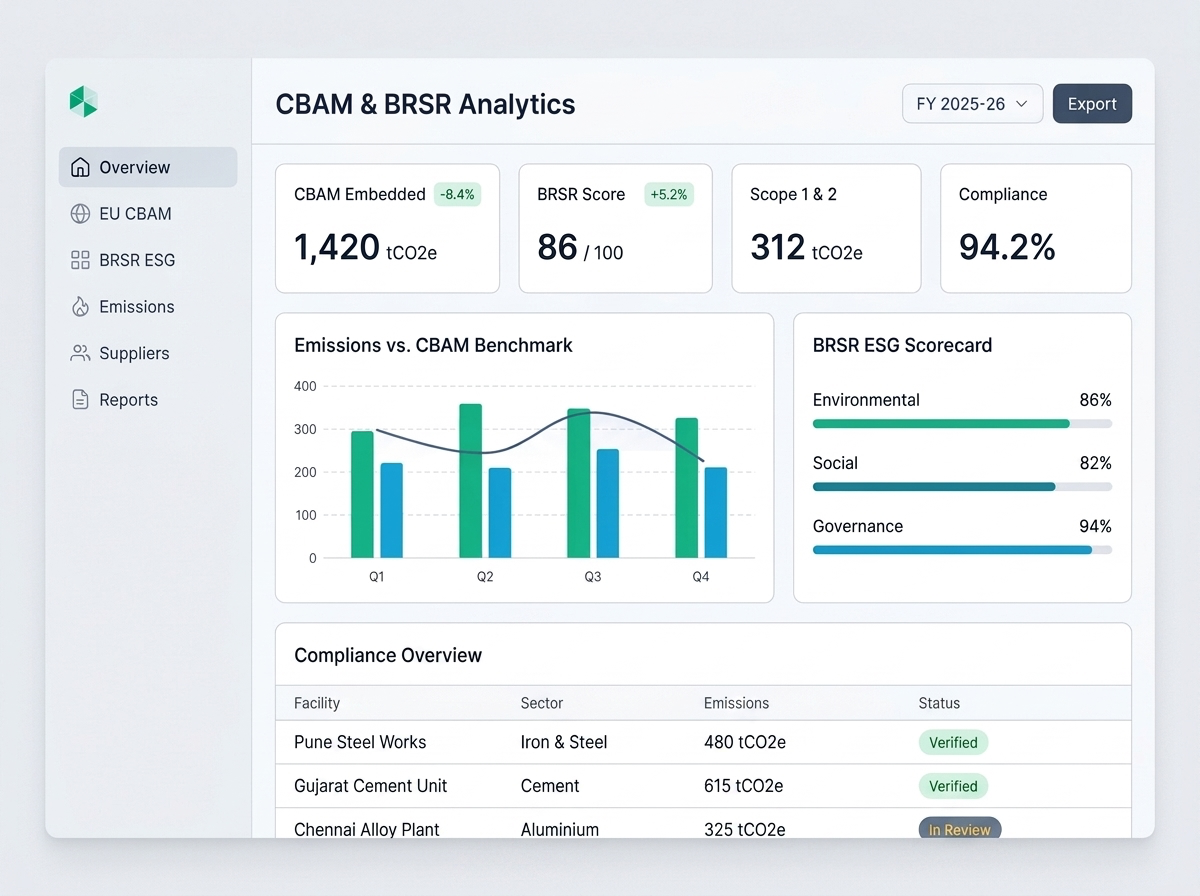 CBAM & BRSR Analytics
FY 2025-26
Export
Overview
EU CBAM
BRSR ESG
Emissions
Suppliers
Reports
CBAM Embedded -8.4%
1,420 tCO2e
BRSR Score +5.2%
86 / 100
Scope 1 & 2
312 tCO2e
Compliance
94.2%
Emissions vs. CBAM Benchmark
400
300
200
100
0
Q1 Q2 Q3 Q4
BRSR ESG Scorecard
Environmental 86%
Social 82%
Governance 94%
Compliance Overview
Facility Sector Emissions Status
Pune Steel Works Iron & Steel 480 tCO2e Verified
Gujarat Cement Unit Cement 615 tCO2e Verified
Chennai Alloy Plant Aluminium 325 tCO2e In Review